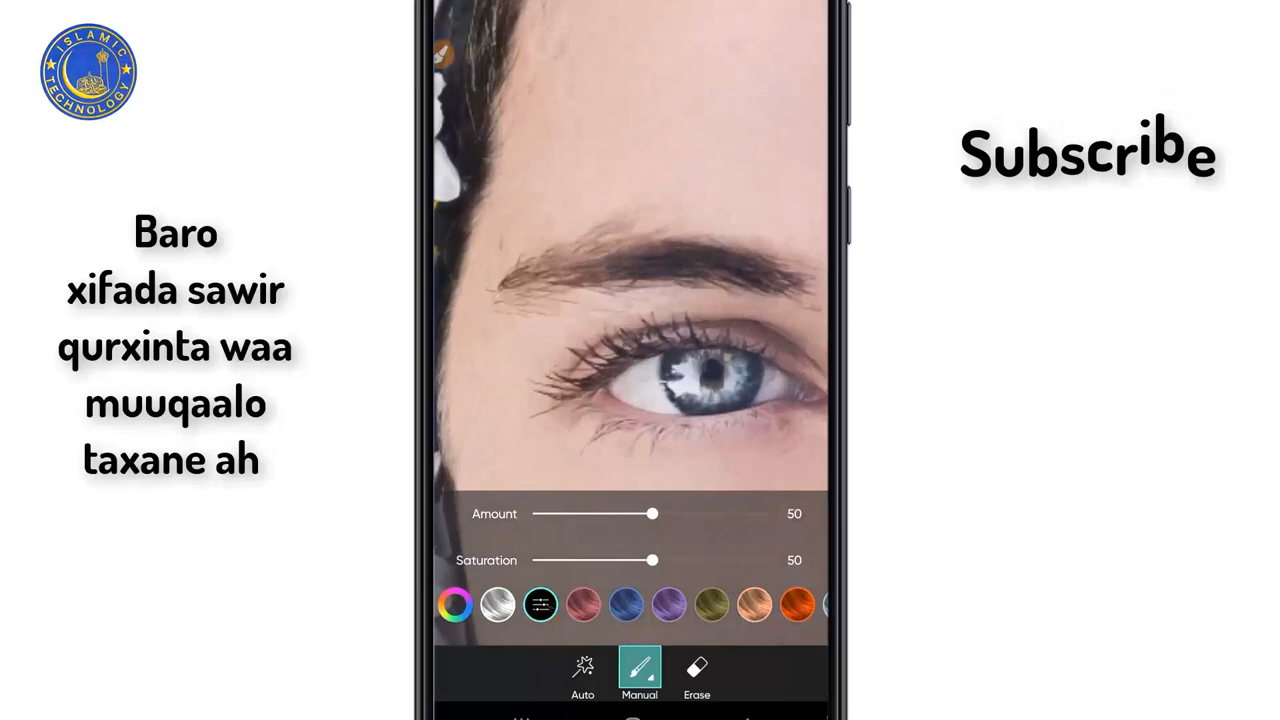 ISLAMIC
TECHNOLOGY
Baro
xifada sawir
qurxinta waa
muuqaalo
taxane ah
Subscribe
Amount 50
Saturation 50
Auto Manual Erase